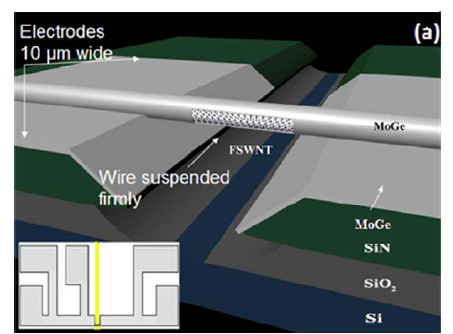 Electrodes
10 μm wide
(a)
MoGe
FSWNT
Wire suspended
firmly
MoGe
SiN
SiO₂
Si